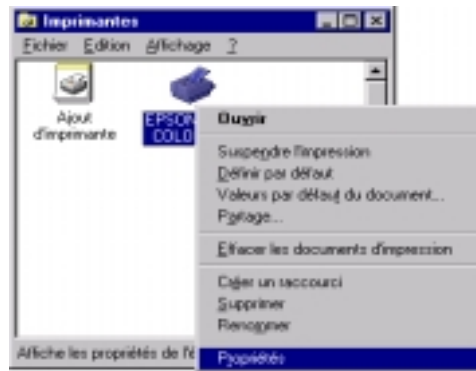 Imprimantes
Fichier Edition Affichage ?
Ajout
d'imprimante
EPSON
COLO
Ouvrir
Suspendre l'impression
Définir par défaut
Valeurs par défaut du document...
Partage...
Effacer les documents d'impression
Créer un raccourci
Supprimer
Renommer
Propriétés
Affiche les propriétés de l'é